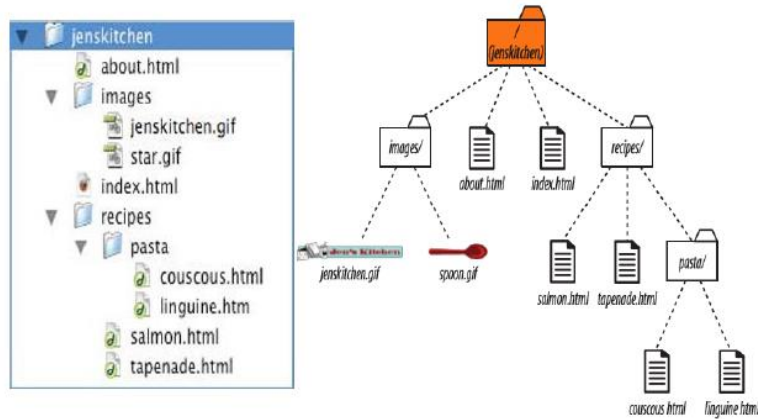 jenskitchen
about.html
images
jenskitchen.gif
star.gif
index.html
recipes
pasta
couscous.html
linguine.htm
salmon.html
tapenade.html
/
(jenskitchen)
images/
about.html
index.html
recipes/
Jen's Kitchen
jenskitchen.gif
spoon.gif
salmon.html
tapenade.html
pasta/
couscous.html
linguine.html